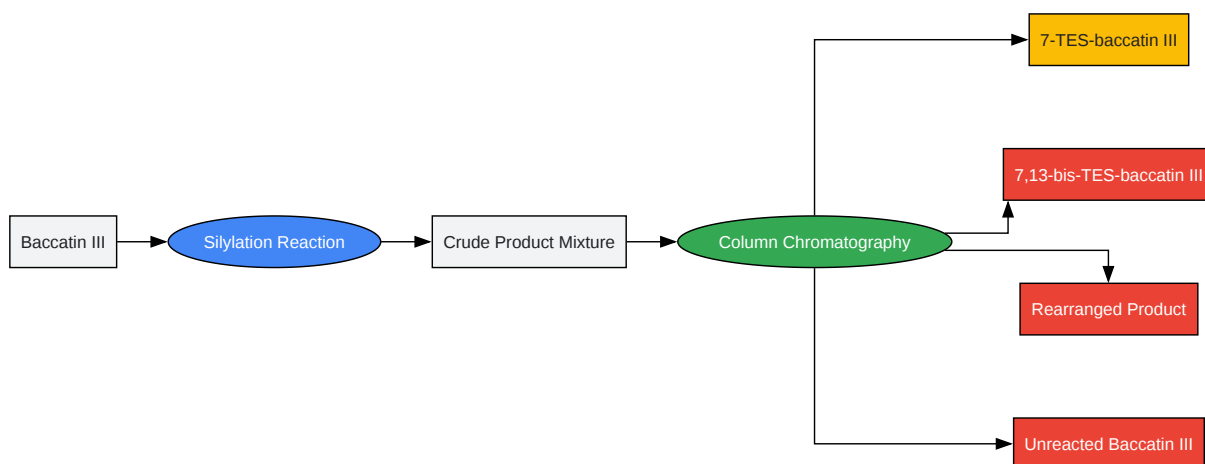 7-TES-baccatin III
7,13-bis-TES-baccatin III
Baccatin III
Silylation Reaction
Crude Product Mixture
Column Chromatography
Rearranged Product
Unreacted Baccatin III